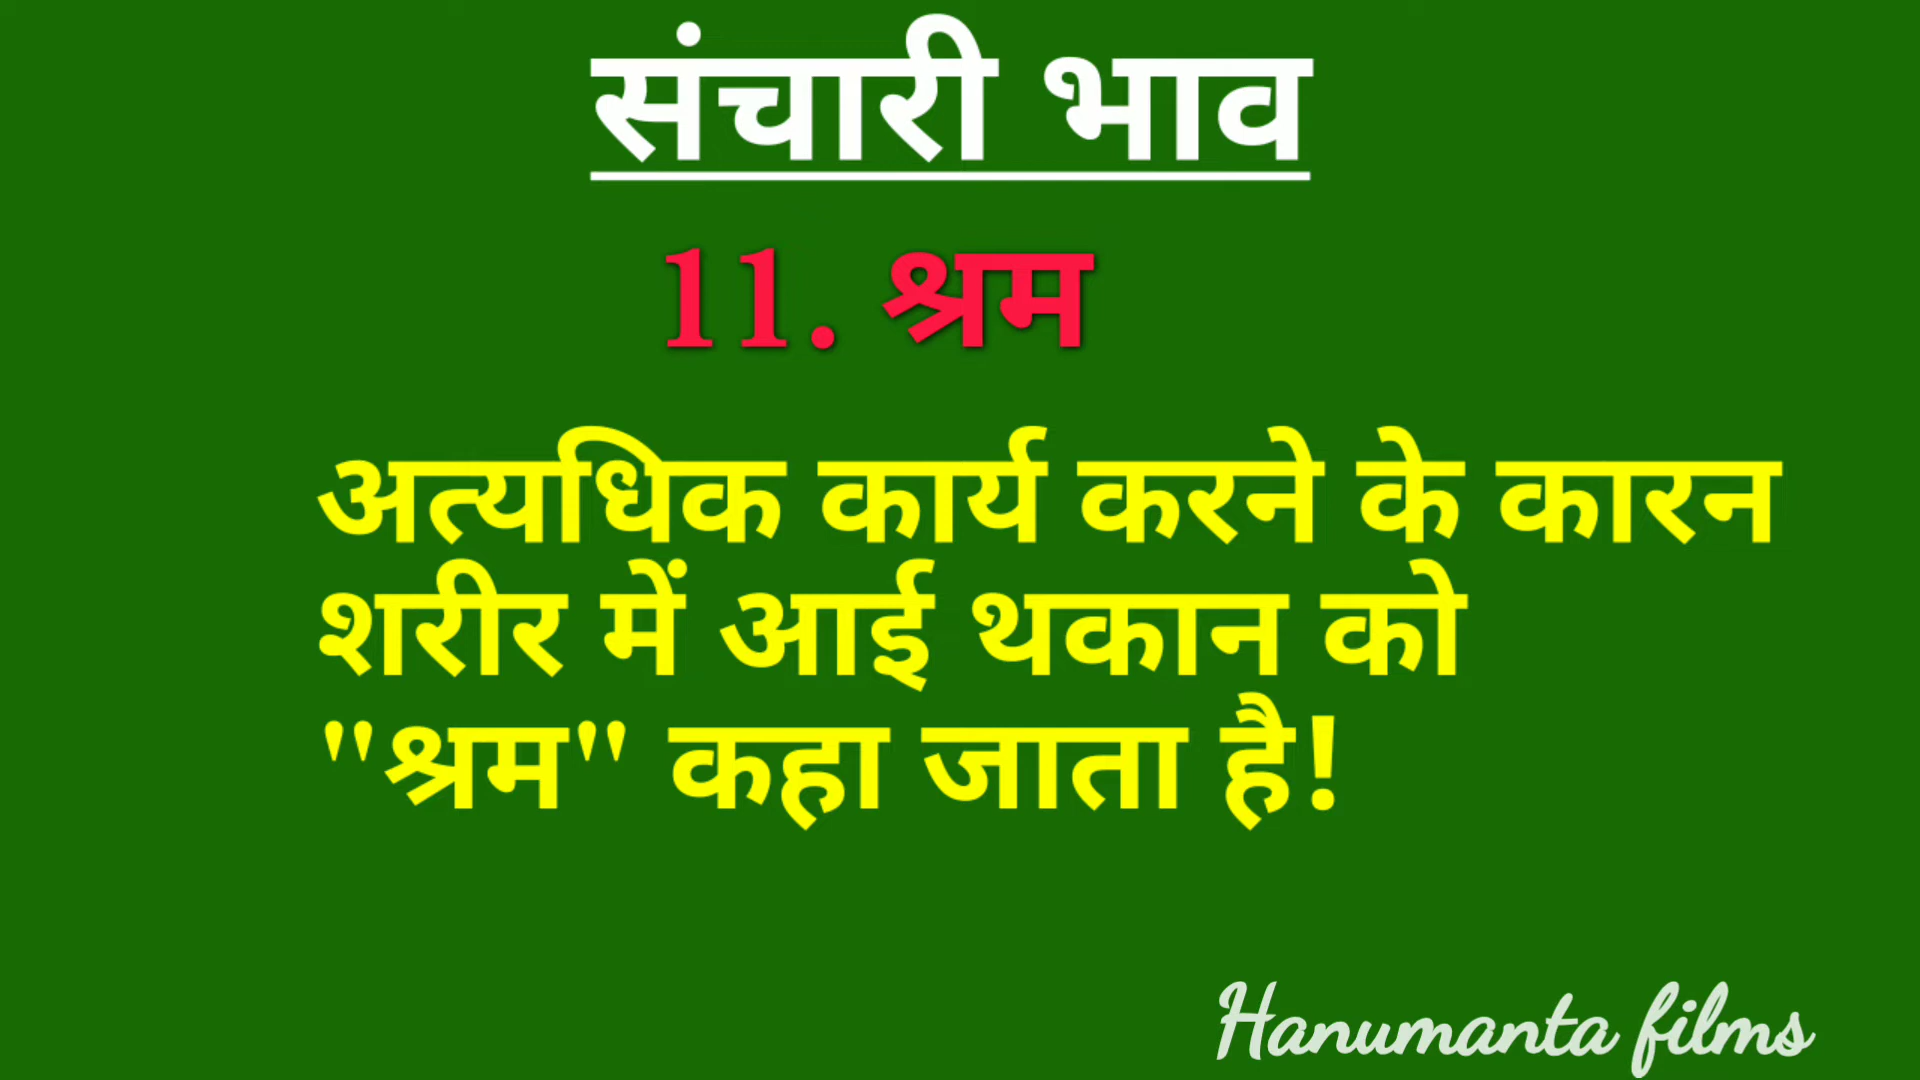 संचारी भाव
11. श्रम
अत्यधिक कार्य करने के कारन
शरीर में आई थकान को
"श्रम" कहा जाता है!
Hanumanta films